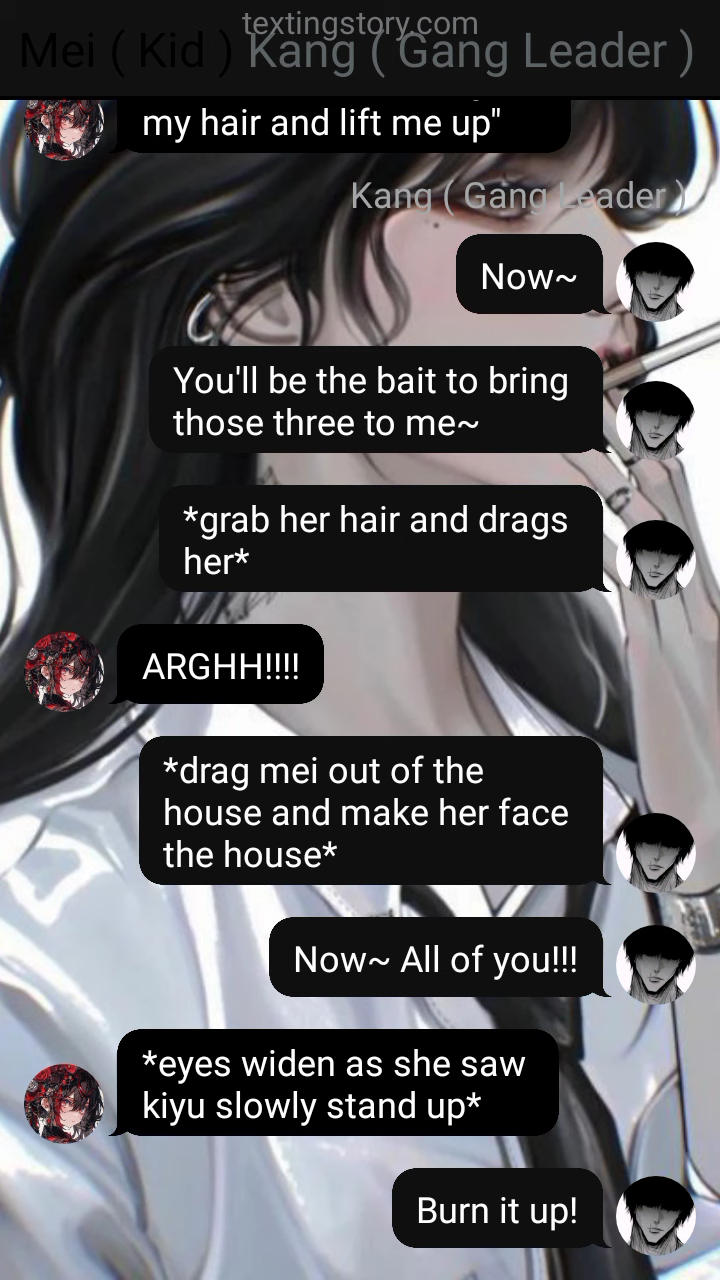 textingstory.com
Mei ( Kid ) Kang ( Gang Leader )
my hair and lift me up"
Kang ( Gang Leader )
Now~
You'll be the bait to bring
those three to me~
*grab her hair and drags
her*
ARGHH!!!!
*drag mei out of the
house and make her face
the house*
Now~ All of you!!!
*eyes widen as she saw
kiyu slowly stand up*
Burn it up!